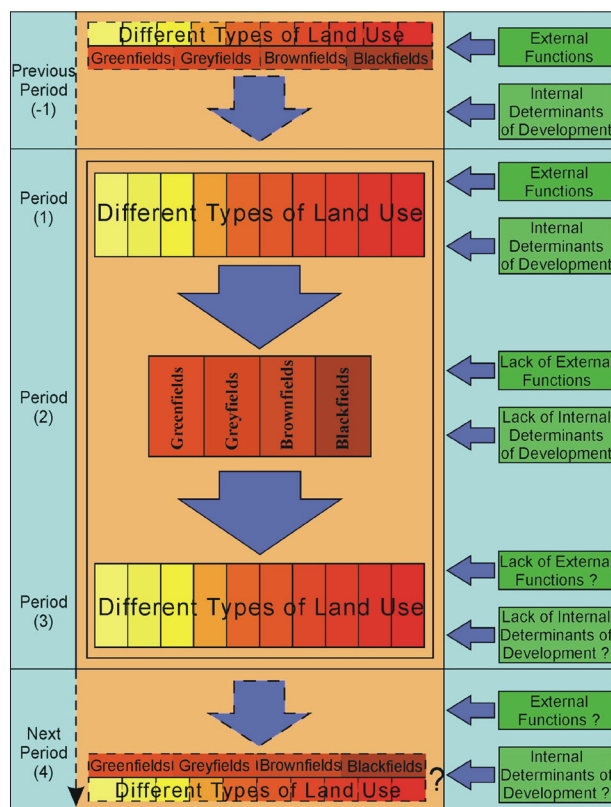 Previous
Period
(-1)
Different Types of Land Use
Greenfields Greyfields Brownfields Blackfields
External
Functions
Internal
Determinants
of Development
Period
(1)
Different Types of Land Use
External
Functions
Internal
Determinants
of Development
Period
(2)
Greenfields
Greyfields
Brownfields
Blackfields
Lack of External
Functions
Lack of Internal
Determinants
of Development
Period
(3)
Different Types of Land Use
Lack of External
Functions ?
Lack of Internal
Determinants of
Development ?
Next
Period
(4)
Greenfields Greyfields Brownfields Blackfields
Different Types of Land Use
?
External
Functions ?
Internal
Determinants of
Development ?